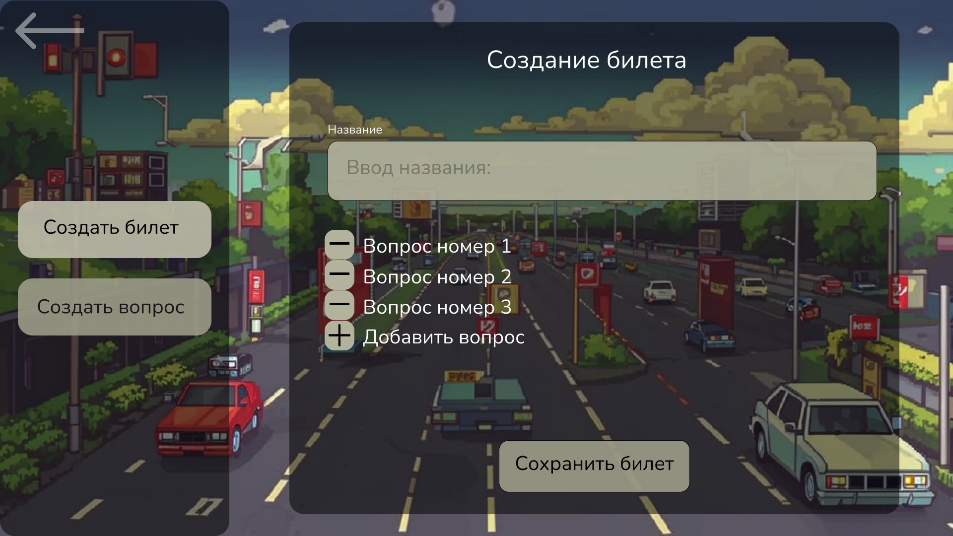 Создание билета
Название
Ввод названия:
Создать билет
Создать вопрос
Вопрос номер 1
Вопрос номер 2
Вопрос номер 3
Добавить вопрос
Сохранить билет